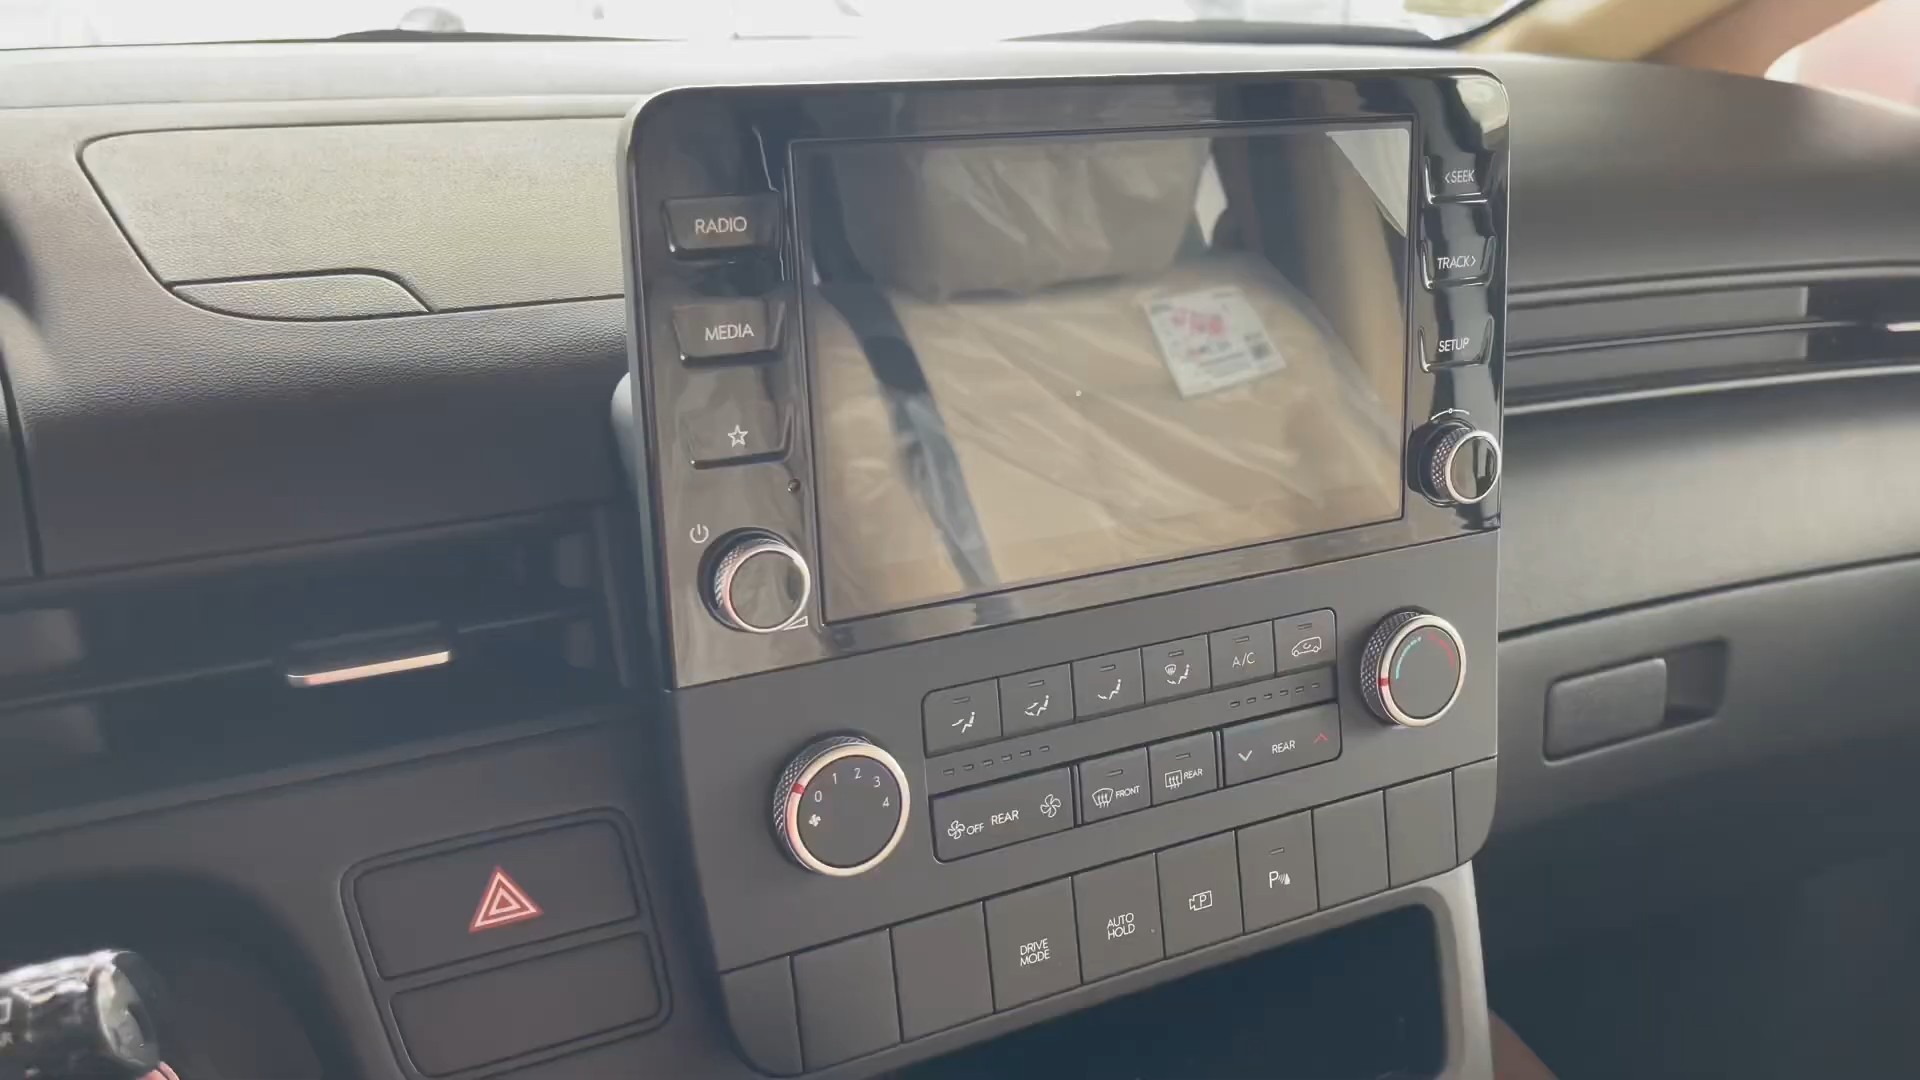 RADIO
MEDIA
<SEEK
TRACK>
SETUP
A/C
0 1 2 3 4
OFF REAR
FRONT
REAR
REAR
DRIVE
MODE
AUTO
HOLD
P
P